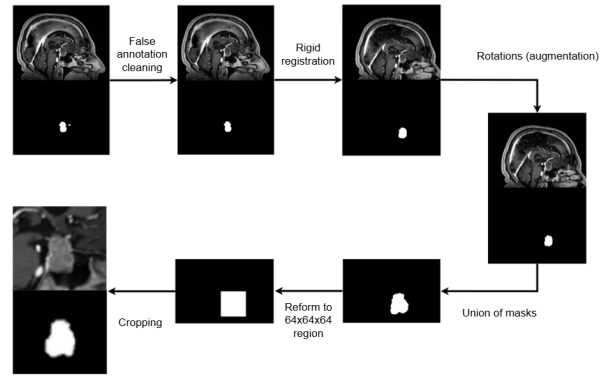 False
annotation
cleaning
Rigid
registration
Rotations (augmentation)
Union of masks
Reform to
64x64x64
region
Cropping